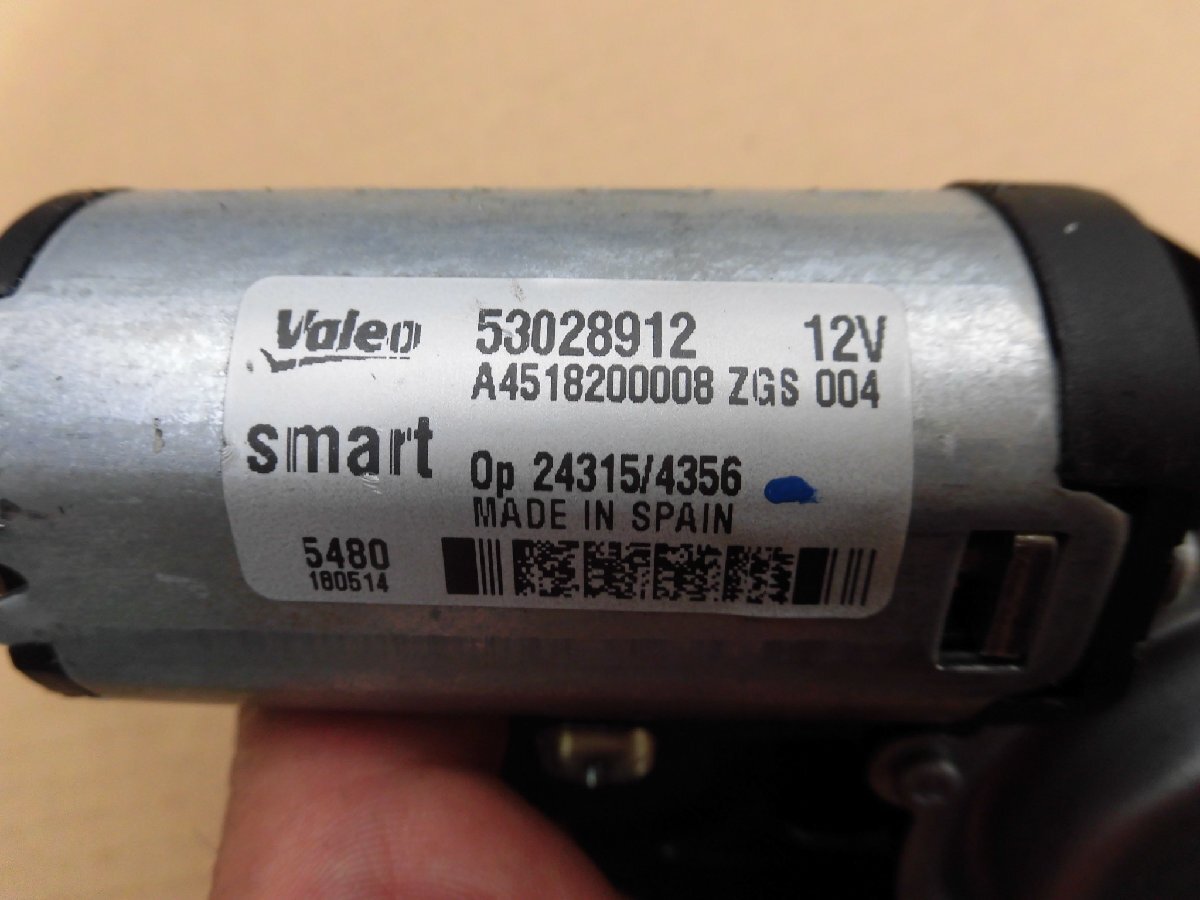 Valeo 53028912 12V
A4518200008 ZGS 004
smart
Op 24315/4356
MADE IN SPAIN
5480
180514